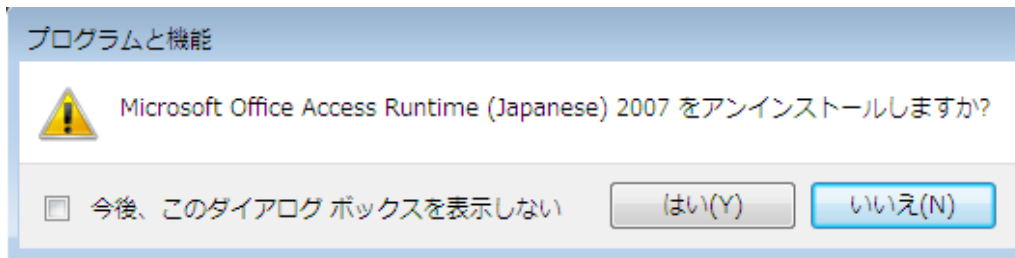 プログラムと機能
Microsoft Office Access Runtime (Japanese) 2007 をアンインストールしますか?
今後、このダイアログ ボックスを表示しない はい(Y) いいえ(N)